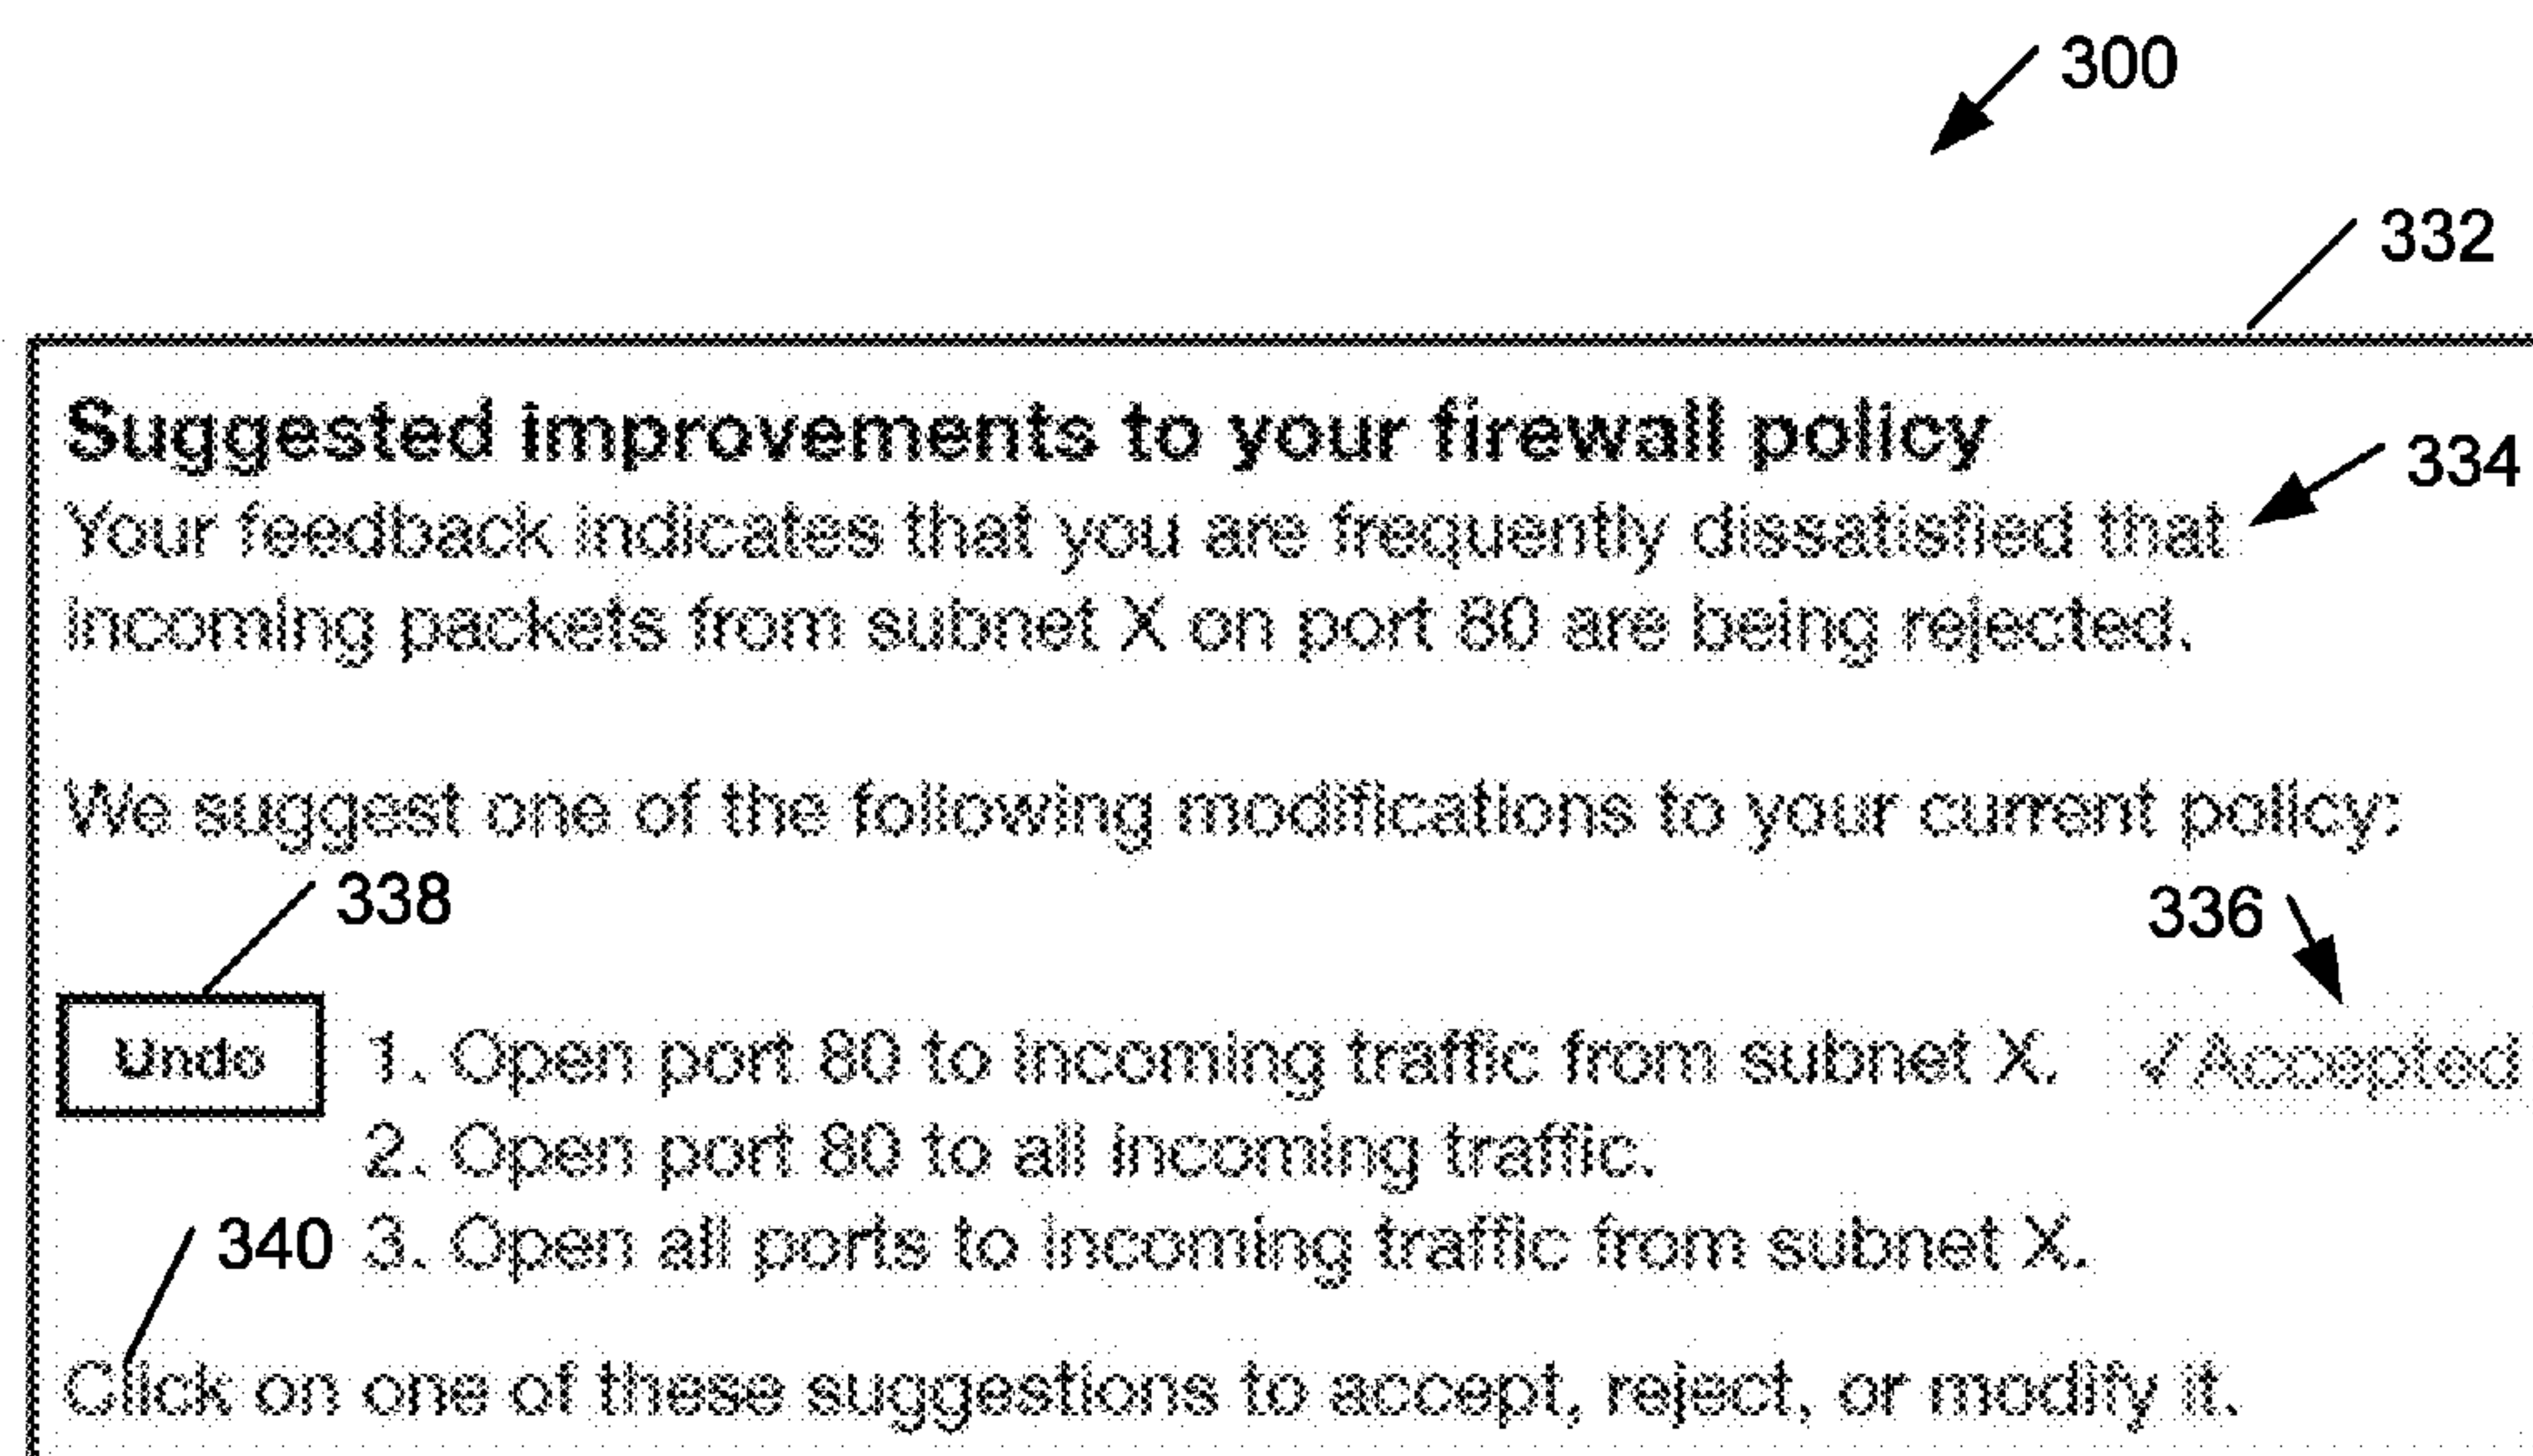 300
332
Suggested improvements to your firewall policy
334
Your feedback indicates that you are frequently dissatisfied that
incoming packets from subnet X on port 80 are being rejected.
We suggest one of the following modifications to your current policy:
338
336
Undo 1. Open port 80 to incoming traffic from subnet X. ✓Accepted
2. Open port 80 to all incoming traffic.
340 3. Open all ports to incoming traffic from subnet X.
Click on one of these suggestions to accept, reject, or modify it.